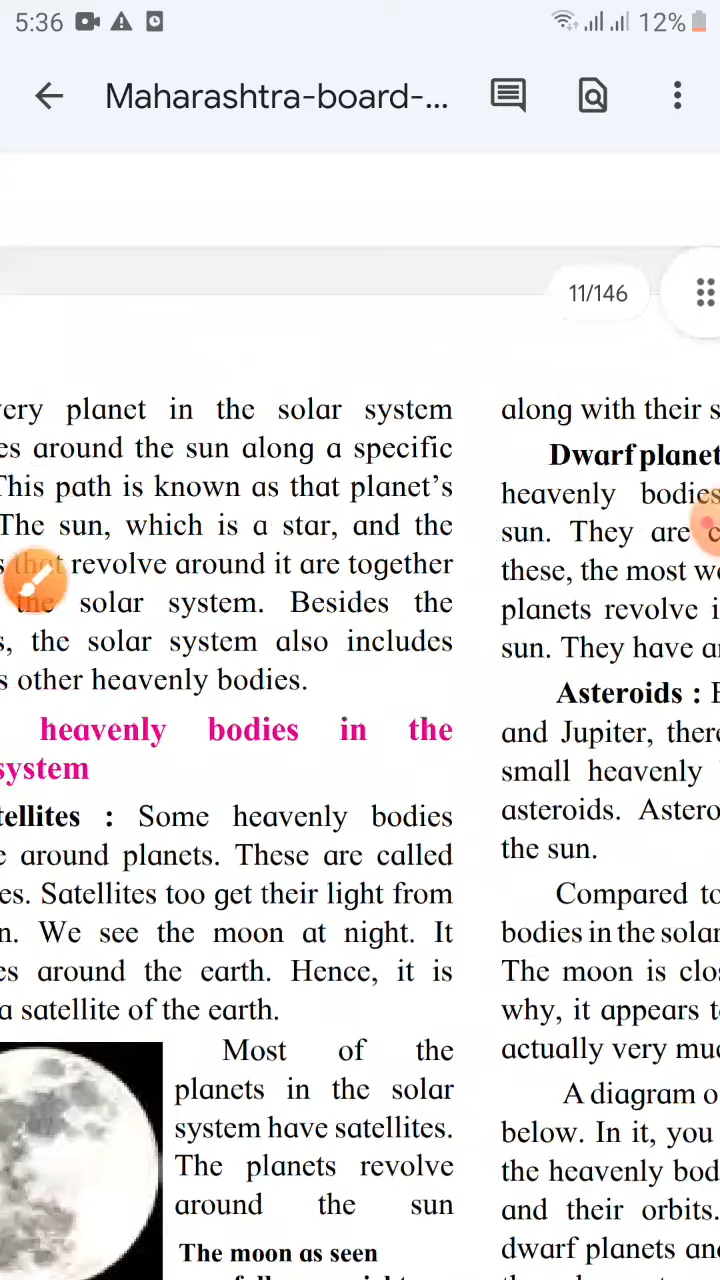 5:36
12%
Maharashtra-board-...
11/146
very planet in the solar system
es around the sun along a specific
This path is known as that planet's
The sun, which is a star, and the
s that revolve around it are together
the solar system. Besides the
s, the solar system also includes
s other heavenly bodies.
heavenly bodies in the
system
tellites : Some heavenly bodies
e around planets. These are called
es. Satellites too get their light from
n. We see the moon at night. It
es around the earth. Hence, it is
a satellite of the earth.
Most of the
planets in the solar
system have satellites.
The planets revolve
around the sun
The moon as seen
along with their s
Dwarf planet
heavenly bodies
sun. They are c
these, the most we
planets revolve i
sun. They have a
Asteroids : B
and Jupiter, there
small heavenly
asteroids. Astero
the sun.
Compared to
bodies in the solar
The moon is clos
why, it appears t
actually very muc
A diagram o
below. In it, you
the heavenly bod
and their orbits.
dwarf planets an